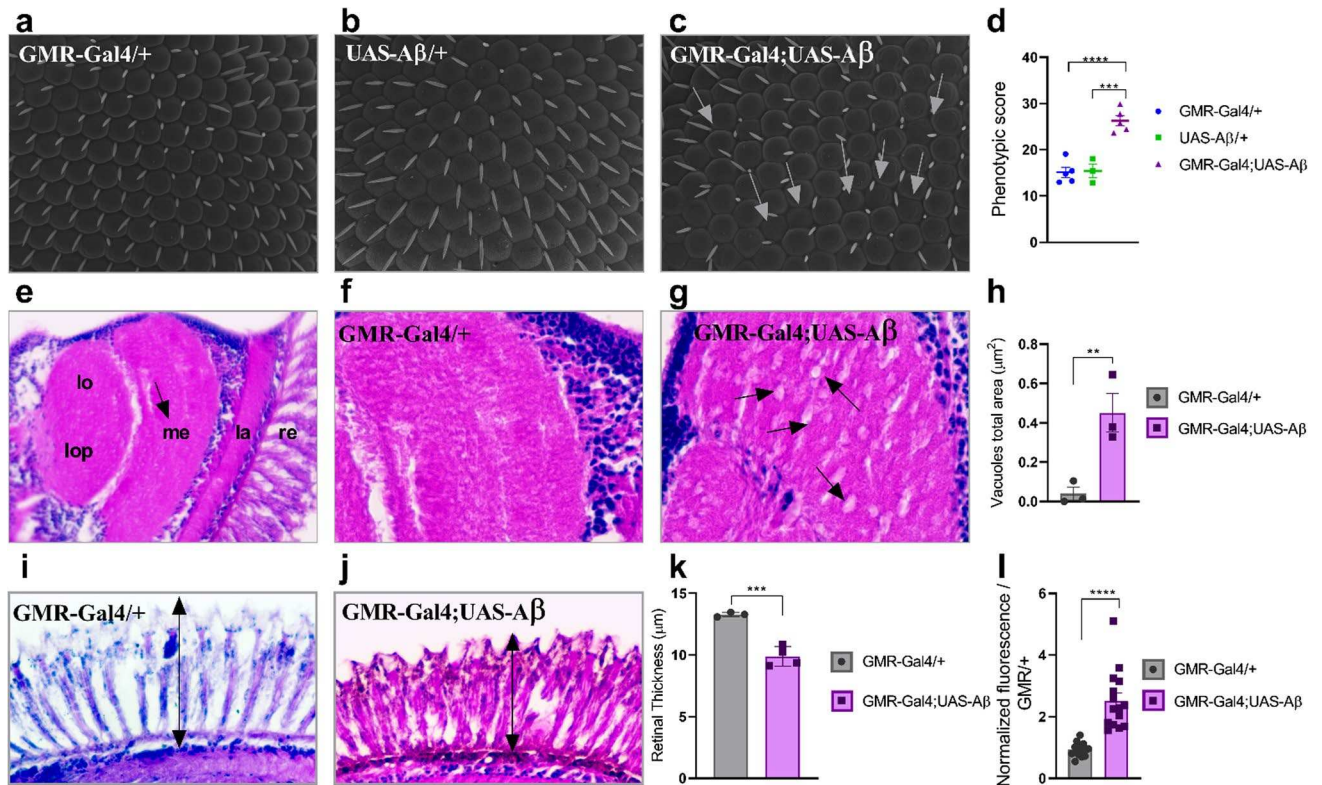 a
b
c
d
GMR-Gal4/+
UAS-Aβ/+
GMR-Gal4;UAS-Aβ
Phenotypic score
40
30
20
10
0
****
***
GMR-Gal4/+
UAS-Aβ/+
GMR-Gal4;UAS-Aβ
e
f
g
h
lo
lop
me
la
re
GMR-Gal4/+
GMR-Gal4;UAS-Aβ
Vacuoles total area (μm²)
0.8
0.6
0.4
0.2
0.0
**
GMR-Gal4/+
GMR-Gal4;UAS-Aβ
i
j
k
l
GMR-Gal4/+
GMR-Gal4;UAS-Aβ
Retinal Thickness (μm)
15
10
5
0
***
GMR-Gal4/+
GMR-Gal4;UAS-Aβ
Normalized fluorescence /
GMR/+
6
4
2
0
****
GMR-Gal4/+
GMR-Gal4;UAS-Aβ